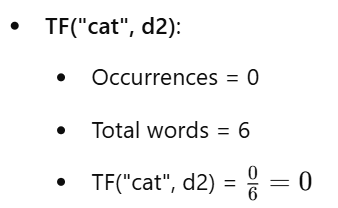 • TF("cat", d2):
• Occurrences = 0
• Total words = 6
• TF("cat", d2) = 0/6 = 0